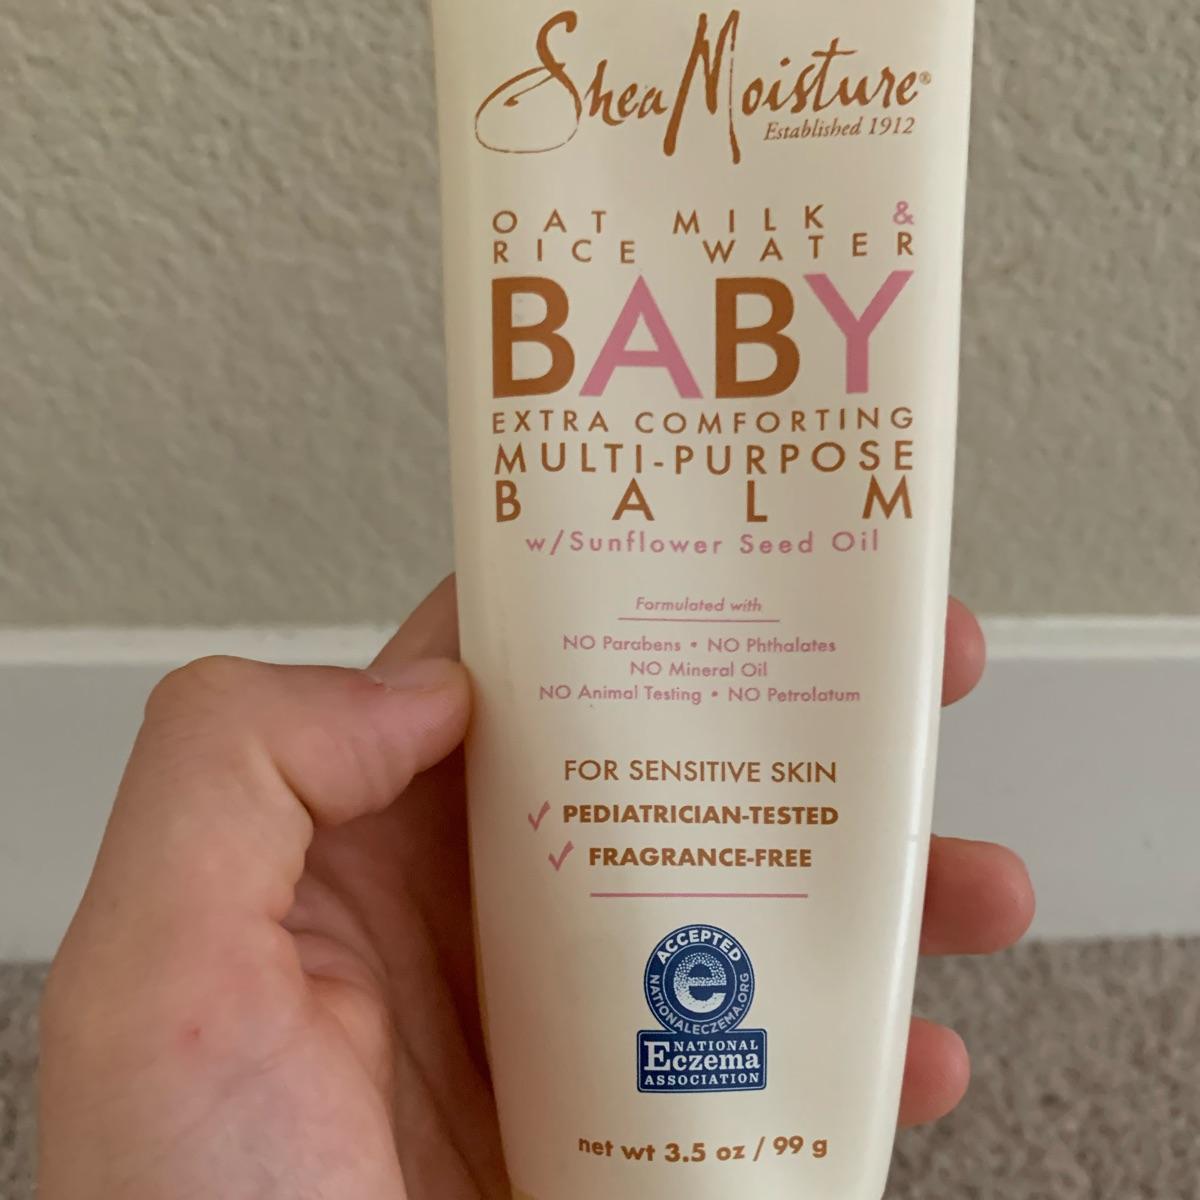 SheaMoisture®
Established 1912
OAT MILK &
RICE WATER
BABY
EXTRA COMFORTING
MULTI-PURPOSE
BALM
w/Sunflower Seed Oil
Formulated with
NO Parabens • NO Phthalates
NO Mineral Oil
NO Animal Testing • NO Petrolatum
FOR SENSITIVE SKIN
✓ PEDIATRICIAN-TESTED
✓ FRAGRANCE-FREE
ACCEPTED
e
NATIONALECZEMA.ORG
NATIONAL
Eczema
ASSOCIATION
net wt 3.5 oz / 99 g